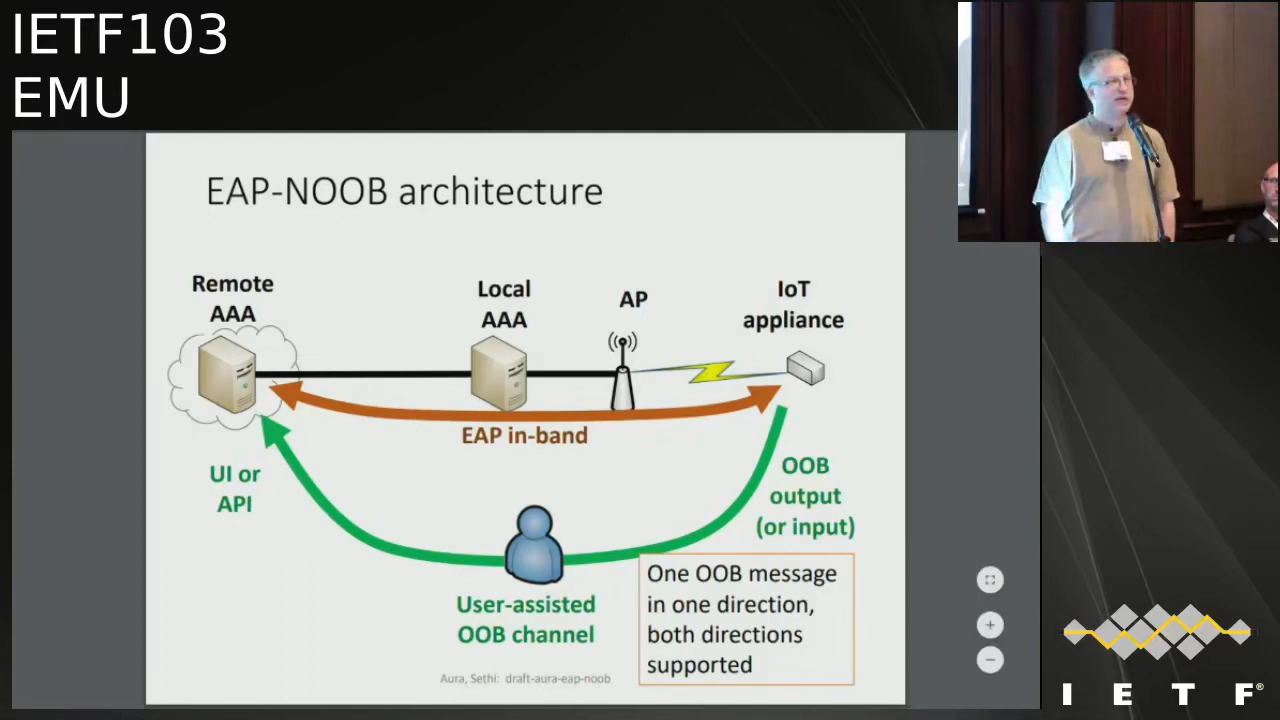 IETF103
EMU
EAP-NOOB architecture
Remote
AAA
Local
AAA
AP
IoT
appliance
EAP in-band
UI or
API
OOB
output
(or input)
User-assisted
OOB channel
One OOB message
in one direction,
both directions
supported
Aura, Sethi: draft-aura-eap-noob
I E T F®